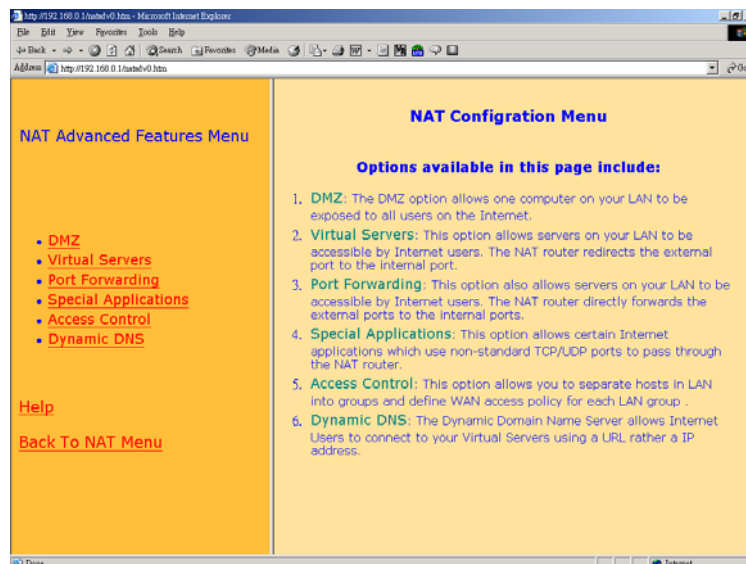 http://192.168.0.1/natadv0.htm - Microsoft Internet Explorer
File Edit View Favorites Tools Help
Back Search Favorites Media
Address http://192.168.0.1/natadv0.htm Go
NAT Advanced Features Menu
• DMZ
• Virtual Servers
• Port Forwarding
• Special Applications
• Access Control
• Dynamic DNS
Help
Back To NAT Menu
NAT Configration Menu
Options available in this page include:
1. DMZ: The DMZ option allows one computer on your LAN to be
exposed to all users on the Internet.
2. Virtual Servers: This option allows servers on your LAN to be
accessible by Internet users. The NAT router redirects the external
port to the internal port.
3. Port Forwarding: This option also allows servers on your LAN to be
accessible by Internet users. The NAT router directly forwards the
external ports to the internal ports.
4. Special Applications: This option allows certain Internet
applications which use non-standard TCP/UDP ports to pass through
the NAT router.
5. Access Control: This option allows you to separate hosts in LAN
into groups and define WAN access policy for each LAN group .
6. Dynamic DNS: The Dynamic Domain Name Server allows Internet
Users to connect to your Virtual Servers using a URL rather a IP
address.
Done Internet